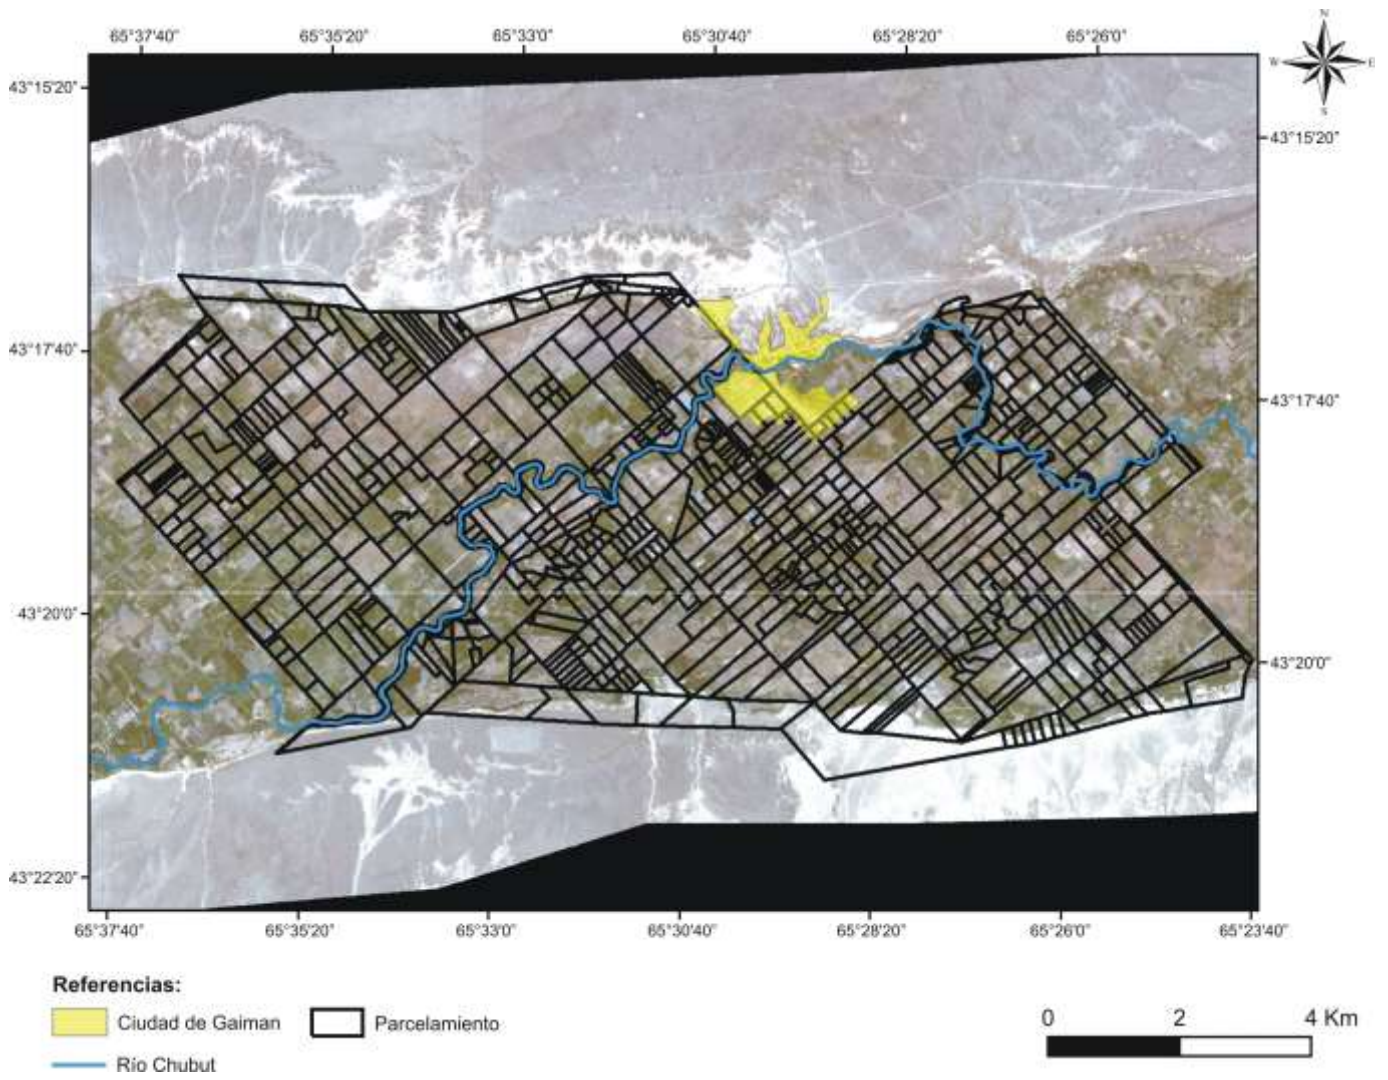 N
65°37'40" 65°35'20" 65°33'0" 65°30'40" 65°28'20" 65°26'0"
W E
S
43°15'20"
43°15'20"
43°17'40"
43°17'40"
43°20'0"
43°20'0"
43°22'20"
65°37'40" 65°35'20" 65°33'0" 65°30'40" 65°28'20" 65°26'0" 65°23'40"
Referencias:
Ciudad de Gaiman Parcelamiento
Río Chubut
0 2 4 Km